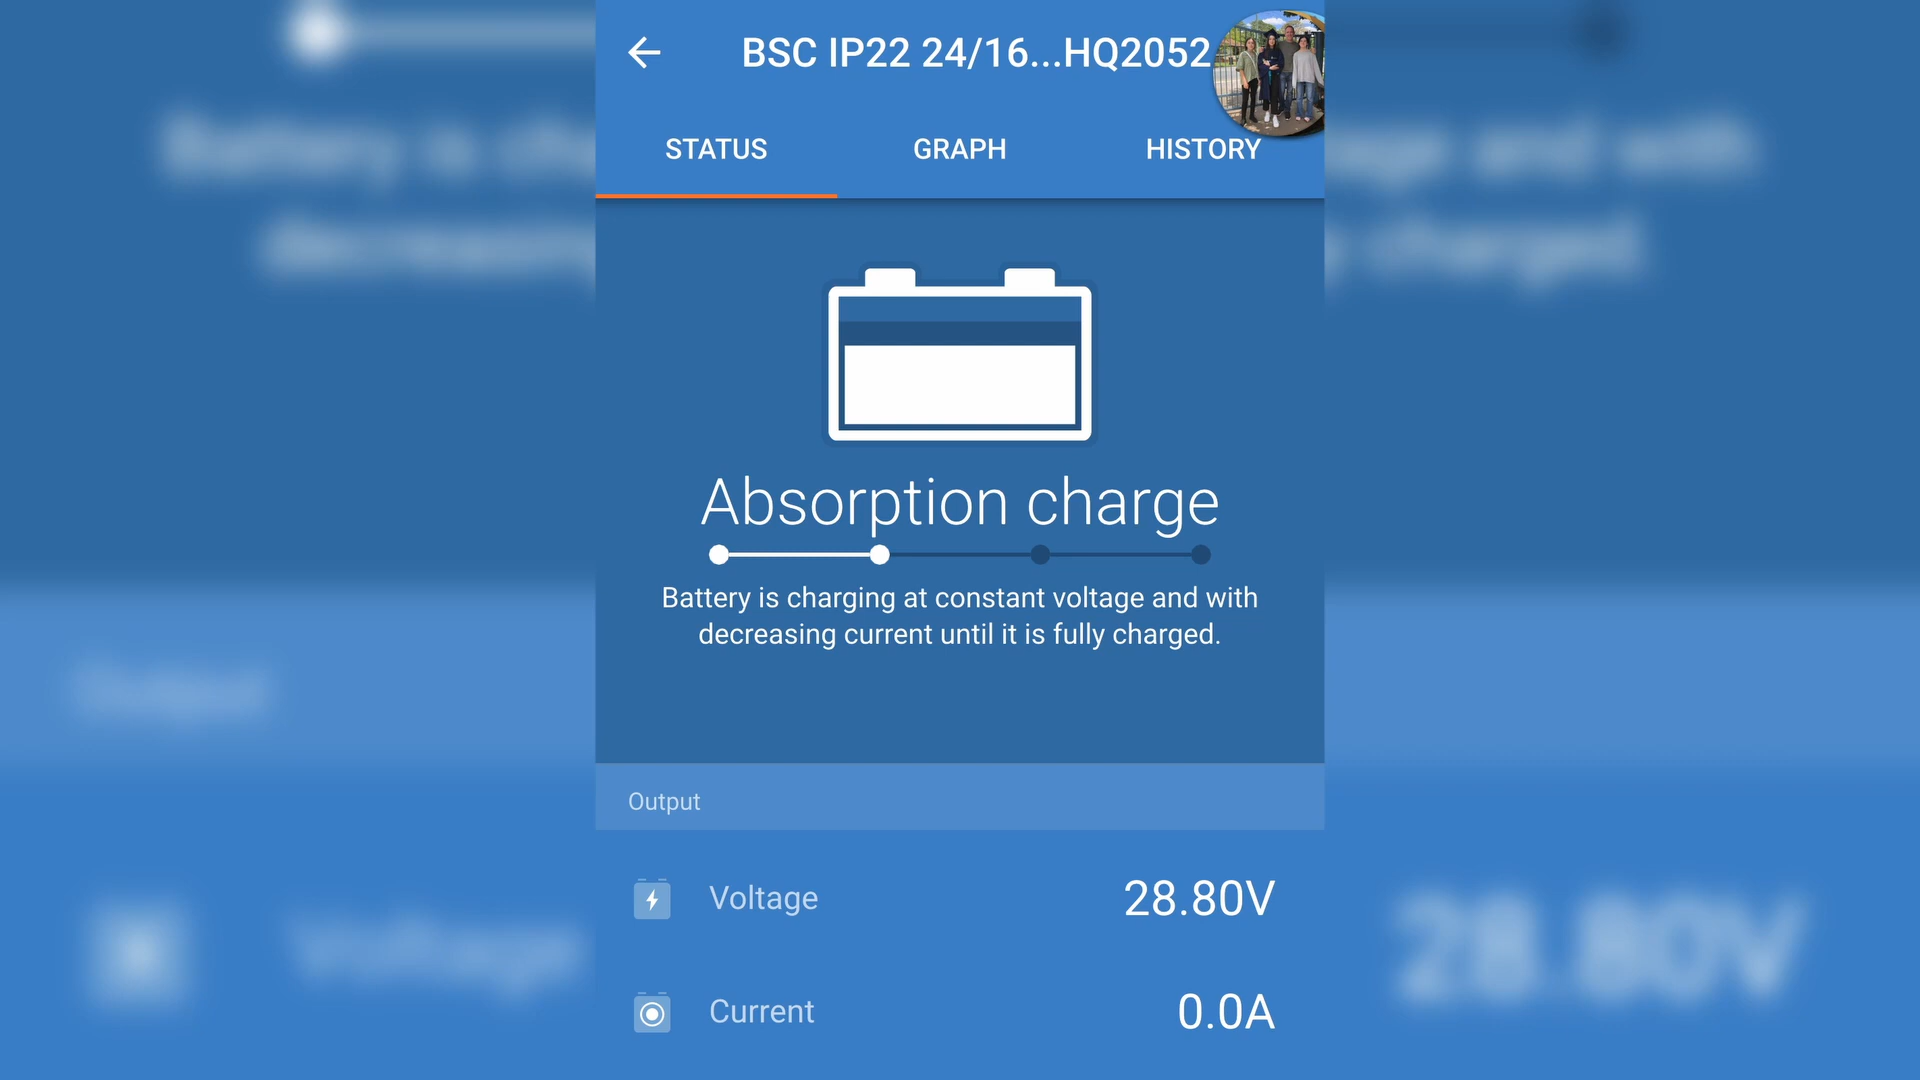 BSC IP22 24/16...HQ2052
STATUS
GRAPH
HISTORY
Absorption charge
Battery is charging at constant voltage and with
decreasing current until it is fully charged.
Output
Voltage
28.80V
Current
0.0A